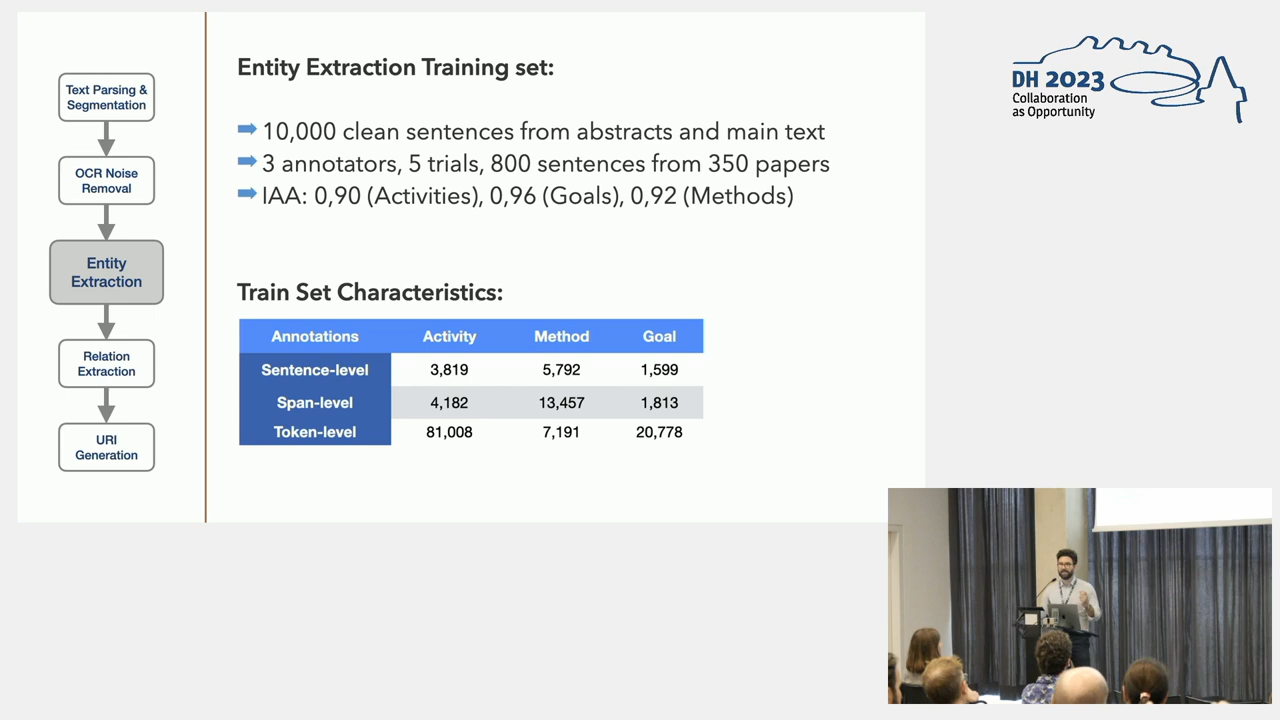 Text Parsing &
Segmentation
OCR Noise
Removal
Entity
Extraction
Relation
Extraction
URI
Generation
Entity Extraction Training set:
10,000 clean sentences from abstracts and main text
3 annotators, 5 trials, 800 sentences from 350 papers
IAA: 0,90 (Activities), 0,96 (Goals), 0,92 (Methods)
Train Set Characteristics:
Annotations Activity Method Goal
Sentence-level 3,819 5,792 1,599
Span-level 4,182 13,457 1,813
Token-level 81,008 7,191 20,778
DH 2023
Collaboration
as Opportunity